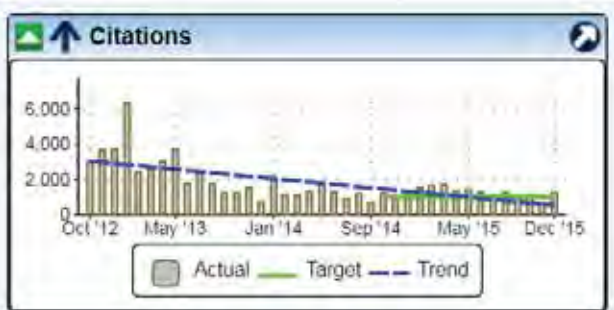 Citations
6,000
4,000
2,000
0
Oct '12 May '13 Jan '14 Sep '14 May '15 Dec '15
Actual Target Trend